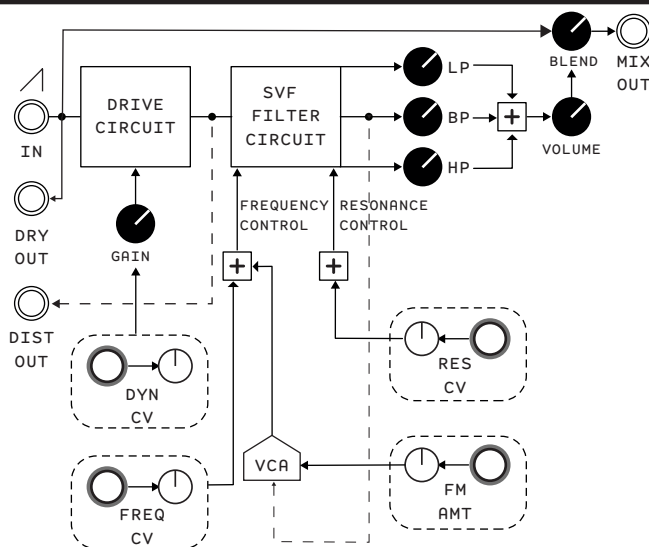 BLEND
MIX
OUT
LP
DRIVE
CIRCUIT
SVF
FILTER
CIRCUIT
BP
+
IN
VOLUME
HP
FREQUENCY
CONTROL
RESONANCE
CONTROL
DRY
OUT
GAIN
+
+
DIST
OUT
RES
CV
DYN
CV
VCA
FM
AMT
FREQ
CV